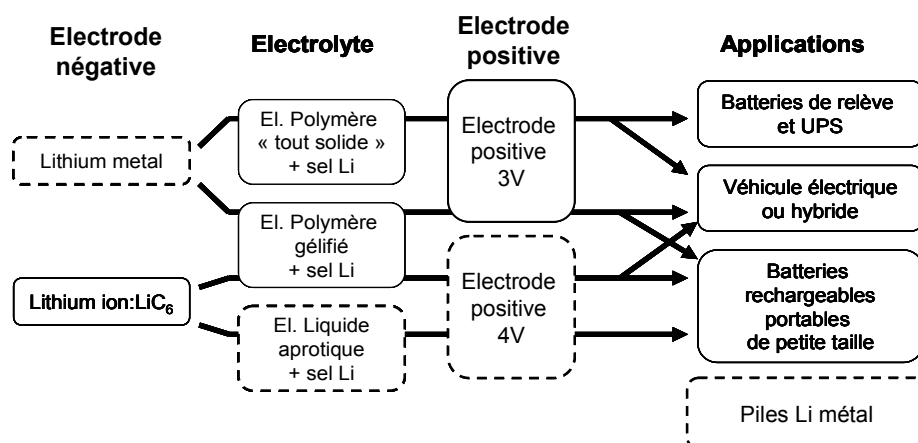 Electrode
négative
Electrolyte
Electrode
positive
Applications
Lithium metal
Lithium ion:LiC₆
El. Polymère
« tout solide »
+ sel Li
El. Polymère
gélifié
+ sel Li
El. Liquide
aprotique
+ sel Li
Electrode
positive
3V
Electrode
positive
4V
Batteries de relève
et UPS
Véhicule électrique
ou hybride
Batteries
rechargeables
portables
de petite taille
Piles Li métal